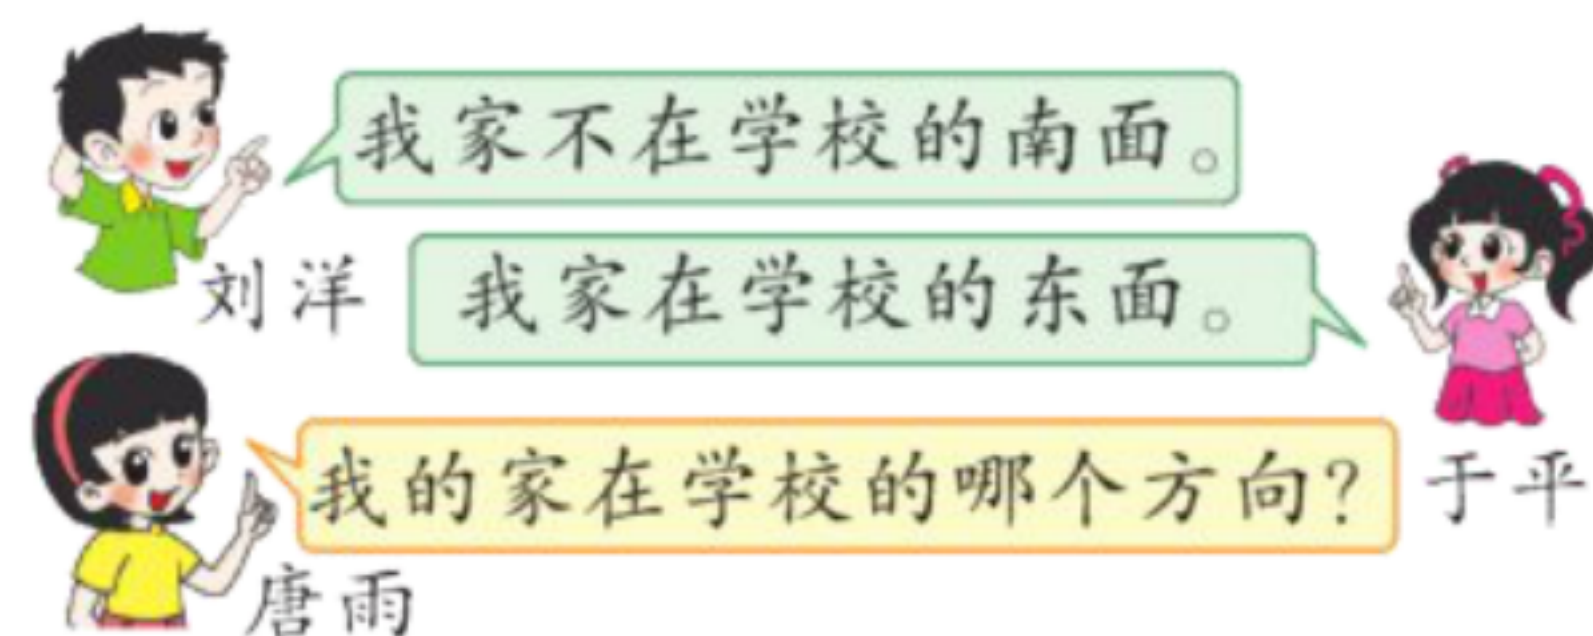 我家不在学校的南面。
刘洋
我家在学校的东面。
于平
我的家在学校的哪个方向？
唐雨